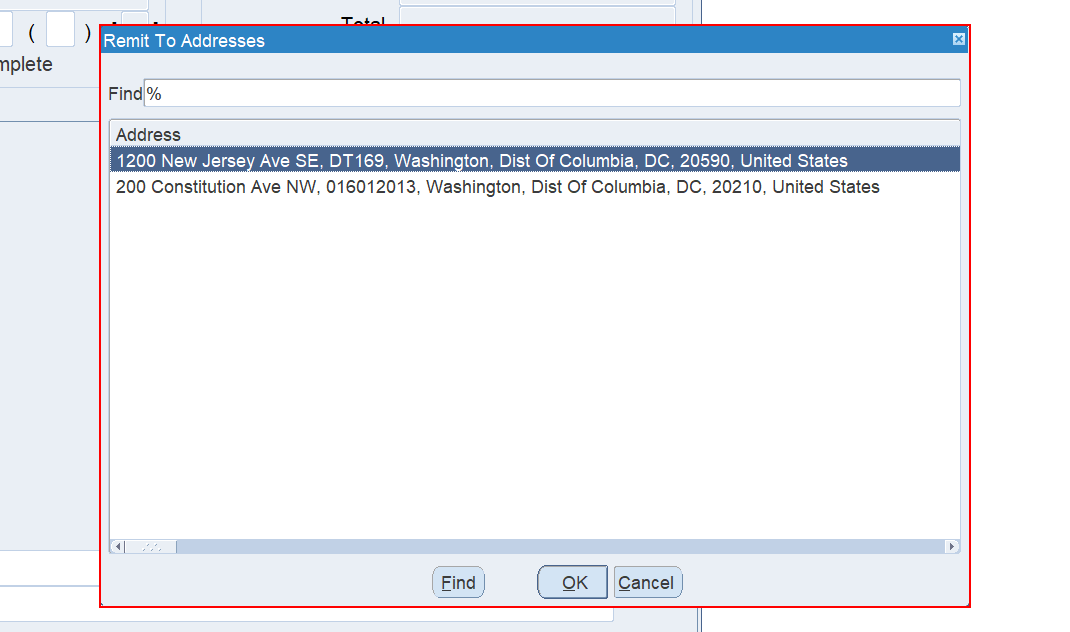 Total
( )
mplete
Remit To Addresses
Find %
Address
1200 New Jersey Ave SE, DT169, Washington, Dist Of Columbia, DC, 20590, United States
200 Constitution Ave NW, 016012013, Washington, Dist Of Columbia, DC, 20210, United States
Find OK Cancel